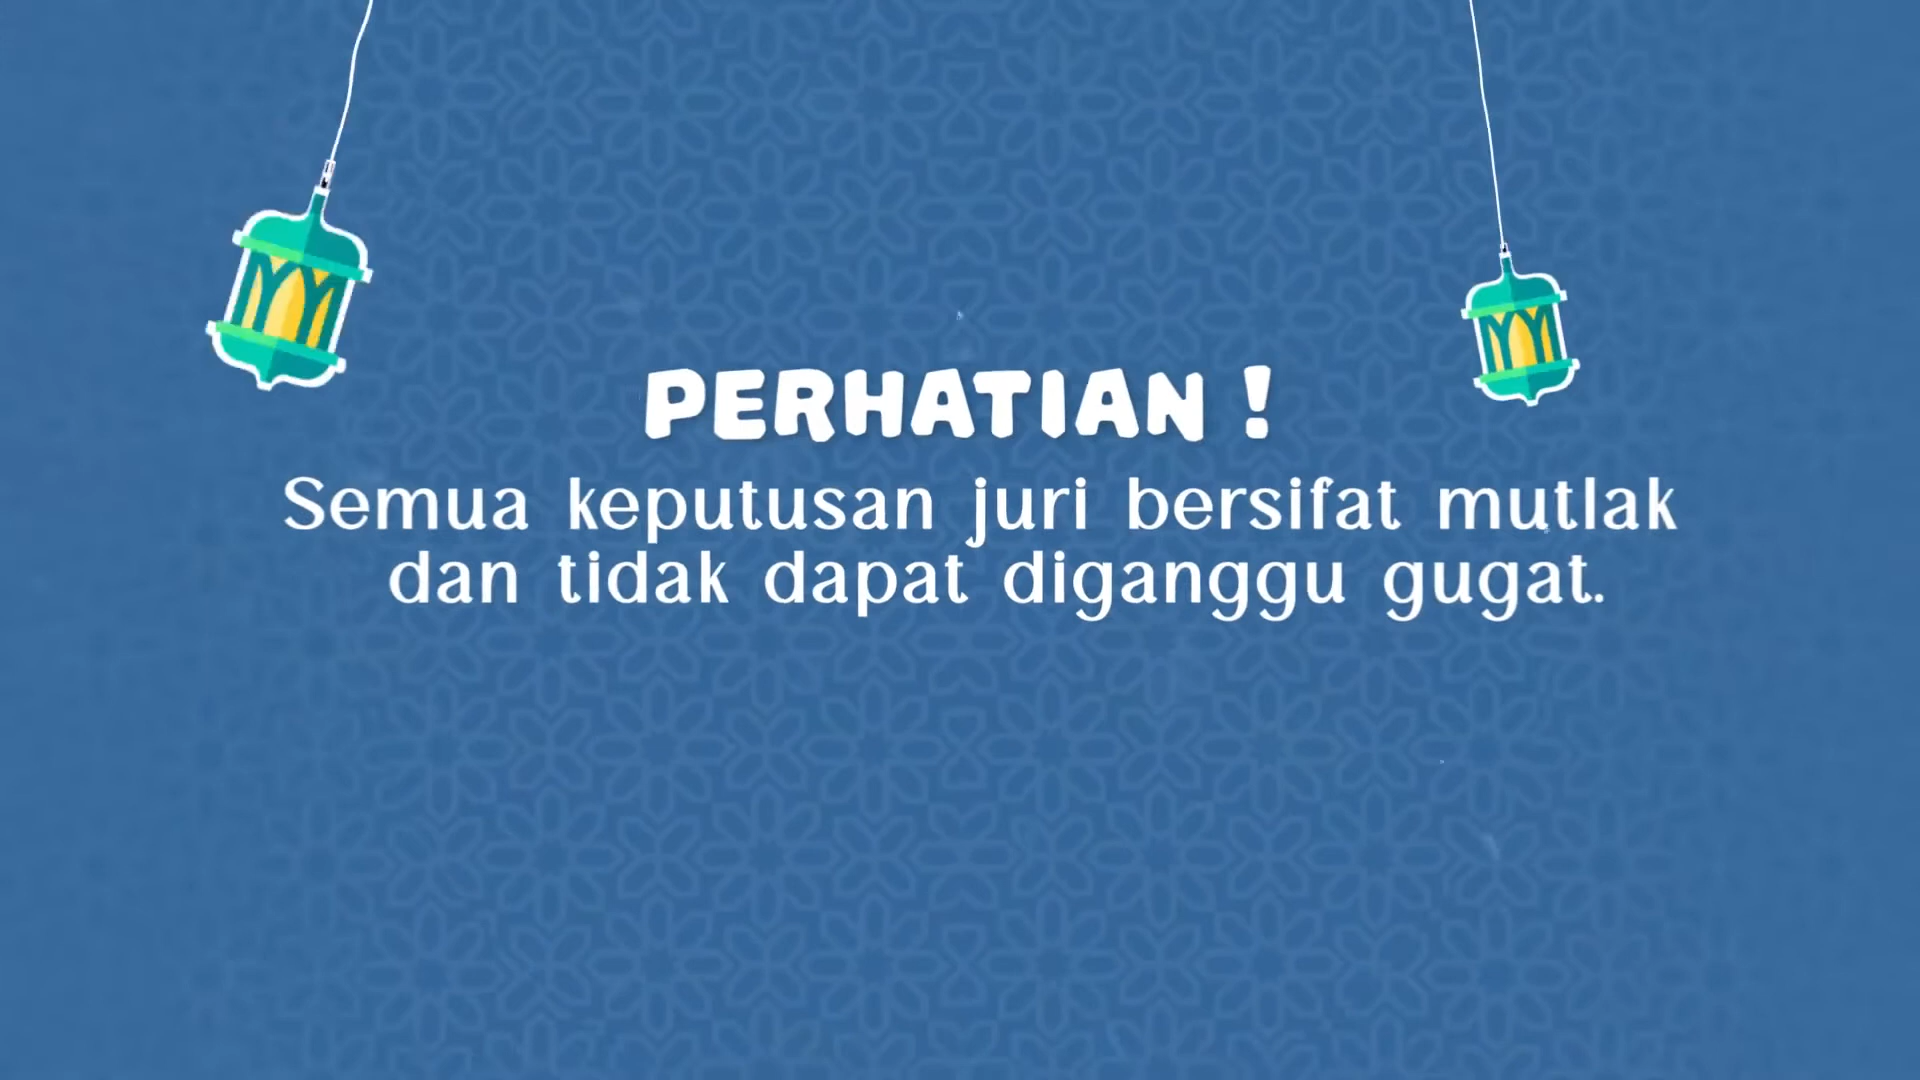 PERHATIAN !
Semua keputusan juri bersifat mutlak
dan tidak dapat diganggu gugat.